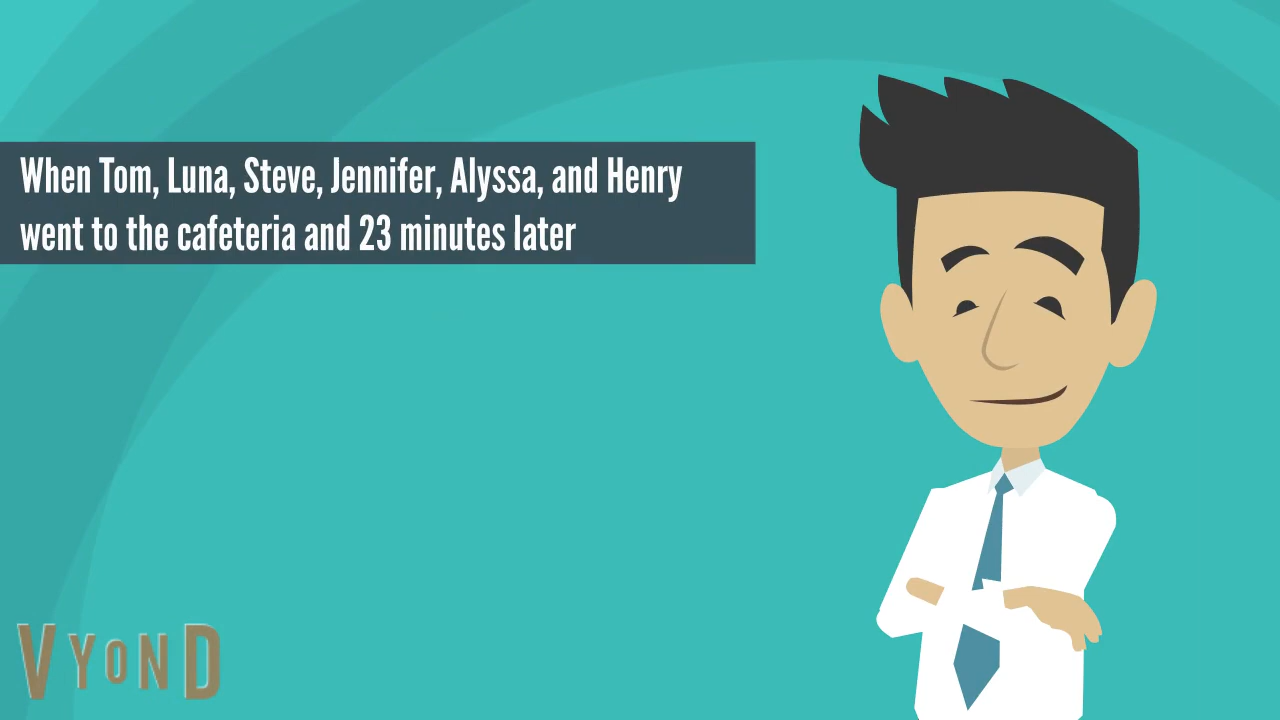 When Tom, Luna, Steve, Jennifer, Alyssa, and Henry
went to the cafeteria and 23 minutes later
VYOND